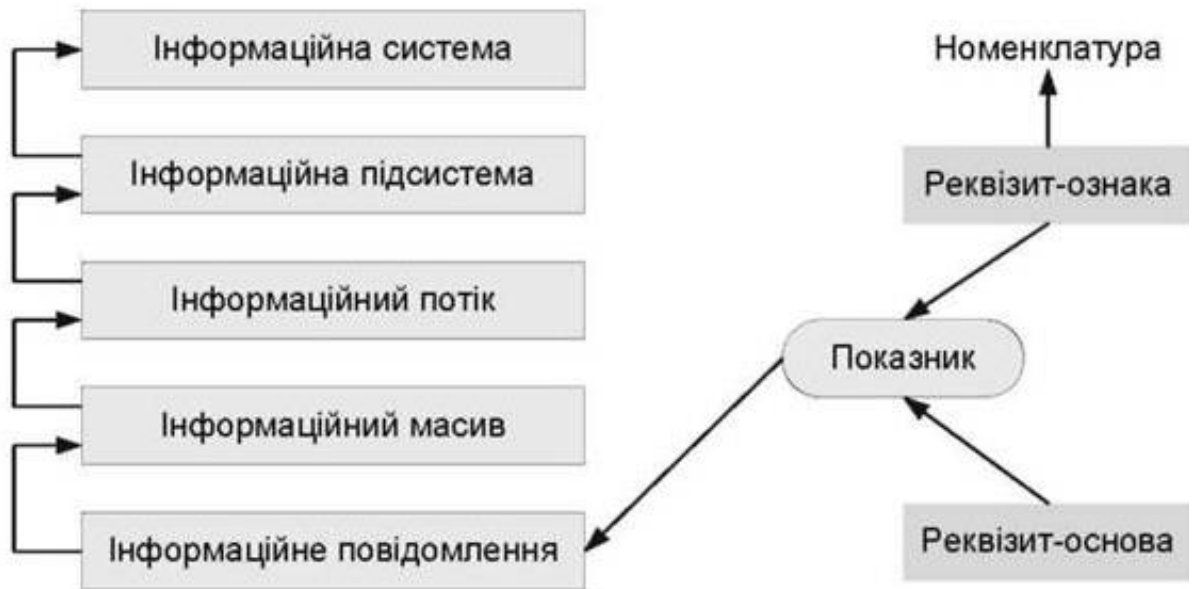 Інформаційна система
Інформаційна підсистема
Інформаційний потік
Інформаційний масив
Інформаційне повідомлення
Номенклатура
Реквізит-ознака
Показник
Реквізит-основа